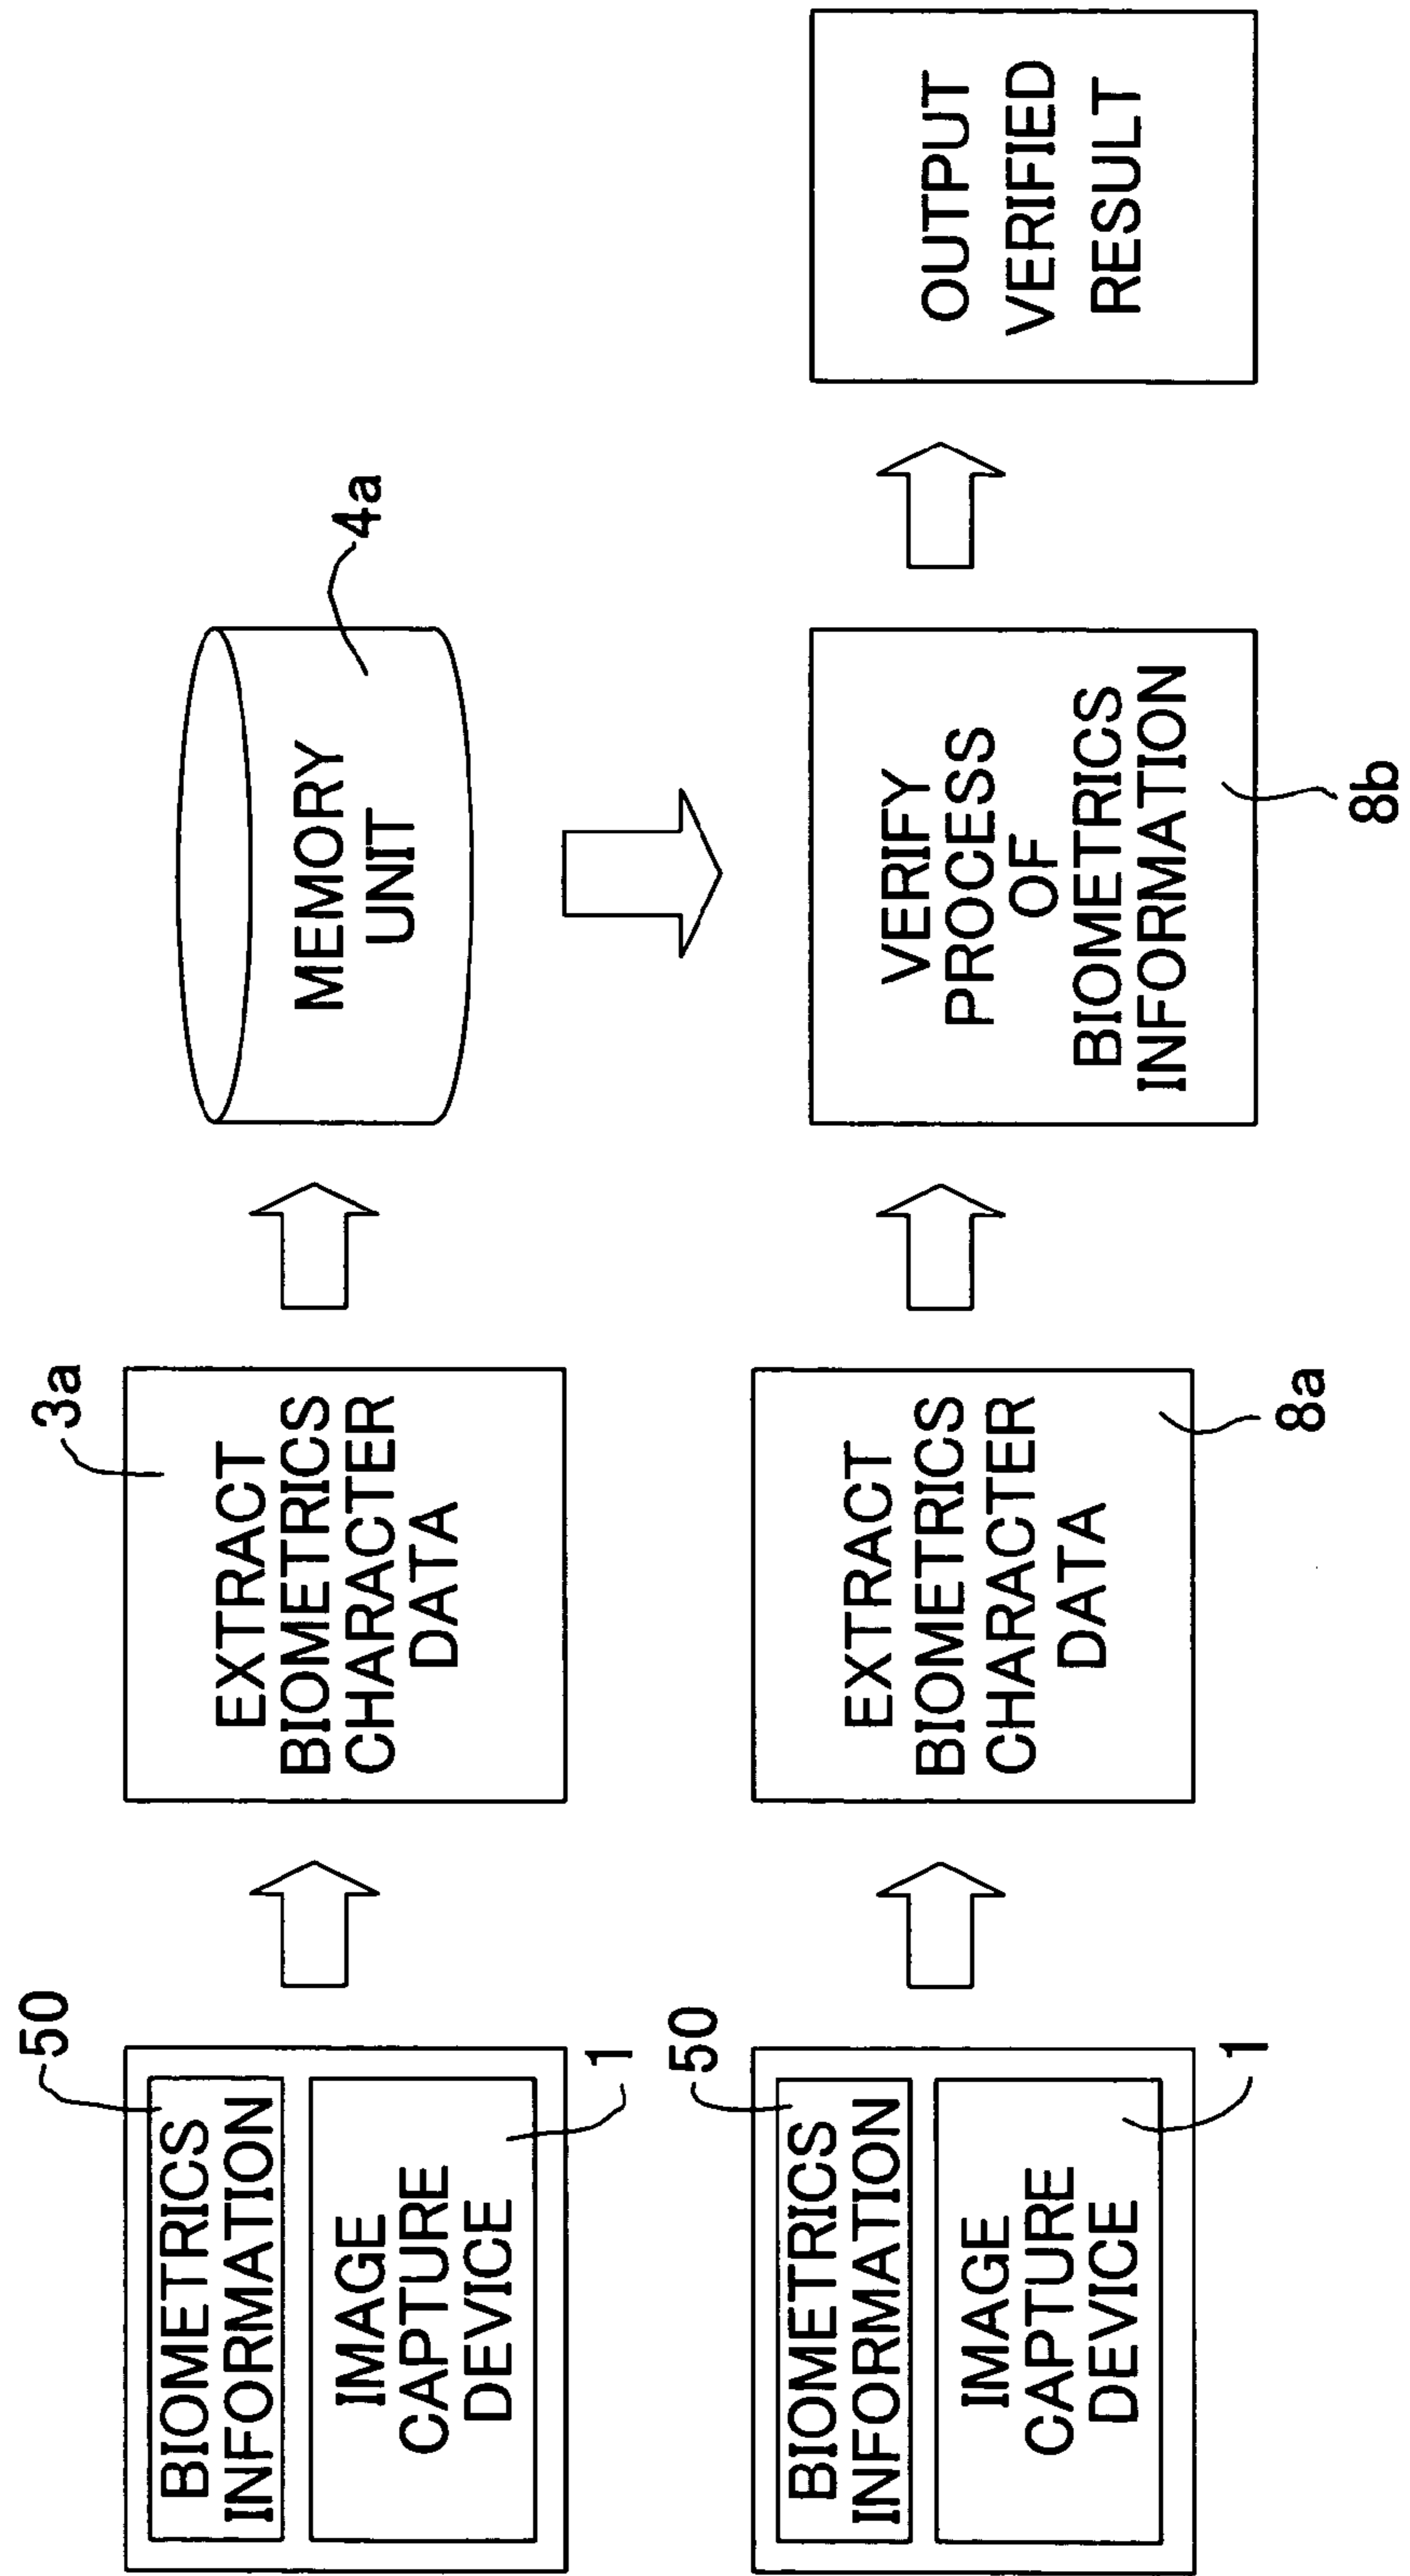 50
BIOMETRICS
INFORMATION
IMAGE
CAPTURE
DEVICE
1
3a
EXTRACT
BIOMETRICS
CHARACTER
DATA
4a
MEMORY
UNIT
50
BIOMETRICS
INFORMATION
IMAGE
CAPTURE
DEVICE
1
EXTRACT
BIOMETRICS
CHARACTER
DATA
8a
VERIFY
PROCESS
OF
BIOMETRICS
INFORMATION
8b
OUTPUT
VERIFIED
RESULT